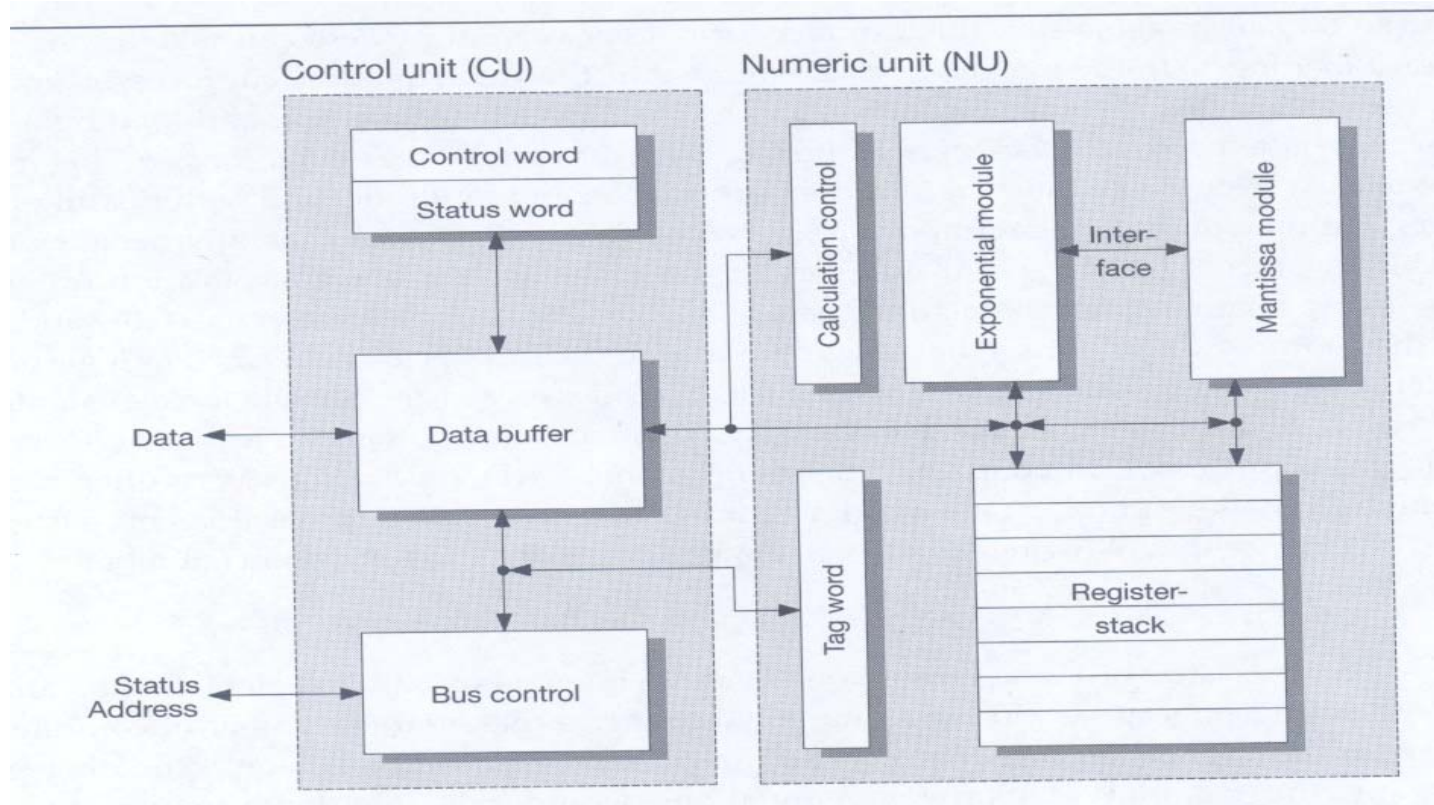 Control unit (CU)
Numeric unit (NU)
Control word
Status word
Calculation control
Exponential module
Inter-
face
Mantissa module
Data
Data buffer
Tag word
Register-
stack
Status
Address
Bus control